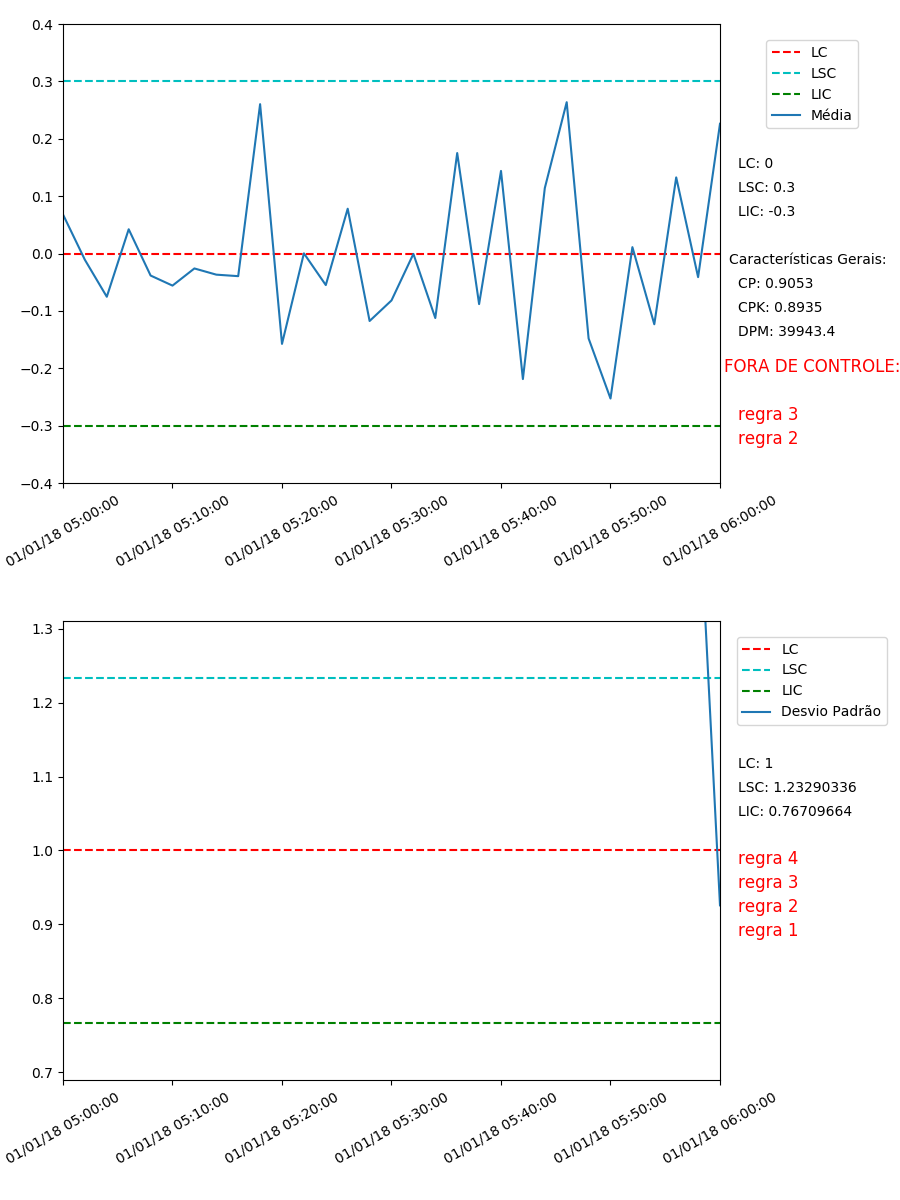 0.4
0.3
0.2
0.1
0.0
−0.1
−0.2
−0.3
−0.4
01/01/18 05:00:00
01/01/18 05:10:00
01/01/18 05:20:00
01/01/18 05:30:00
01/01/18 05:40:00
01/01/18 05:50:00
01/01/18 06:00:00
LC
LSC
LIC
Média
LC: 0
LSC: 0.3
LIC: -0.3
Características Gerais:
CP: 0.9053
CPK: 0.8935
DPM: 39943.4
FORA DE CONTROLE:
regra 3
regra 2
1.3
1.2
1.1
1.0
0.9
0.8
0.7
01/01/18 05:00:00
01/01/18 05:10:00
01/01/18 05:20:00
01/01/18 05:30:00
01/01/18 05:40:00
01/01/18 05:50:00
01/01/18 06:00:00
LC
LSC
LIC
Desvio Padrão
LC: 1
LSC: 1.23290336
LIC: 0.76709664
regra 4
regra 3
regra 2
regra 1